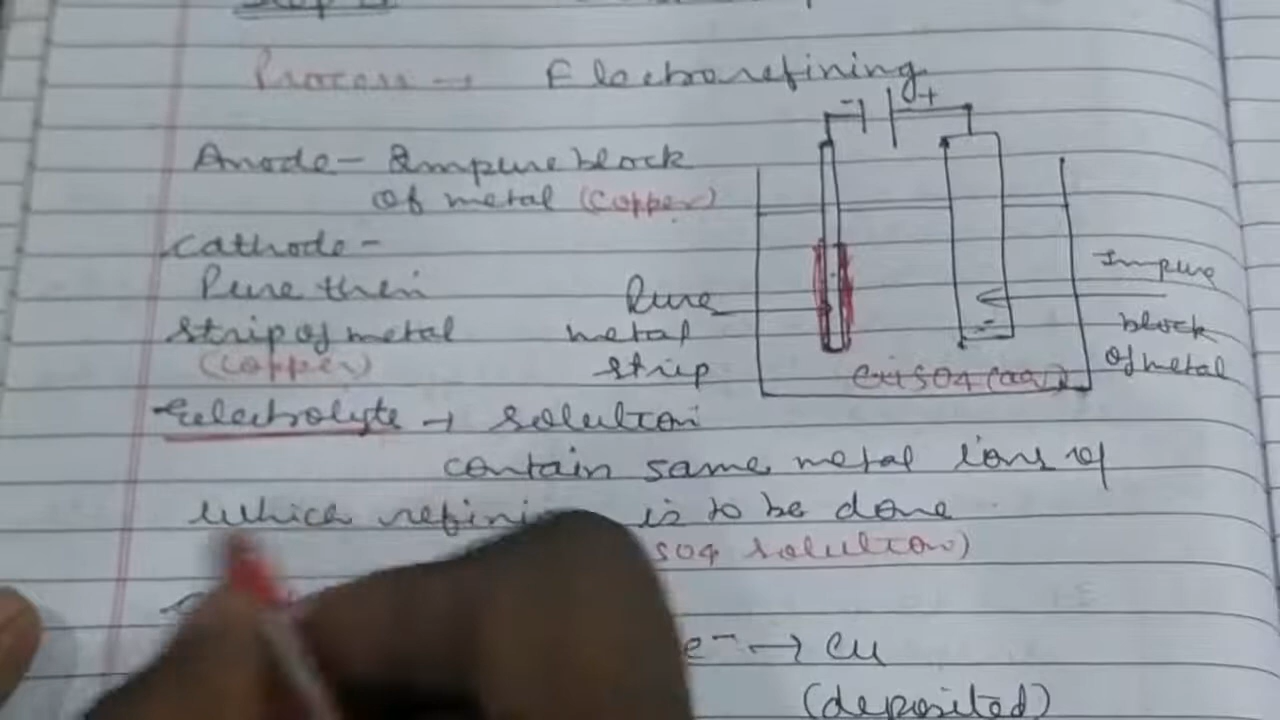 Process → Electrorefining
- +
Anode - Impure block
of metal (Copper)
Cathode -
Pure thin
strip of metal
(Copper)
Pure
metal
strip
Impure
block
of metal
CuSO4 (aq)
Electrolyte → solution
contain same metal ions of
which is to be done
SO4 solution)
e⁻ → Cu
(deposited)